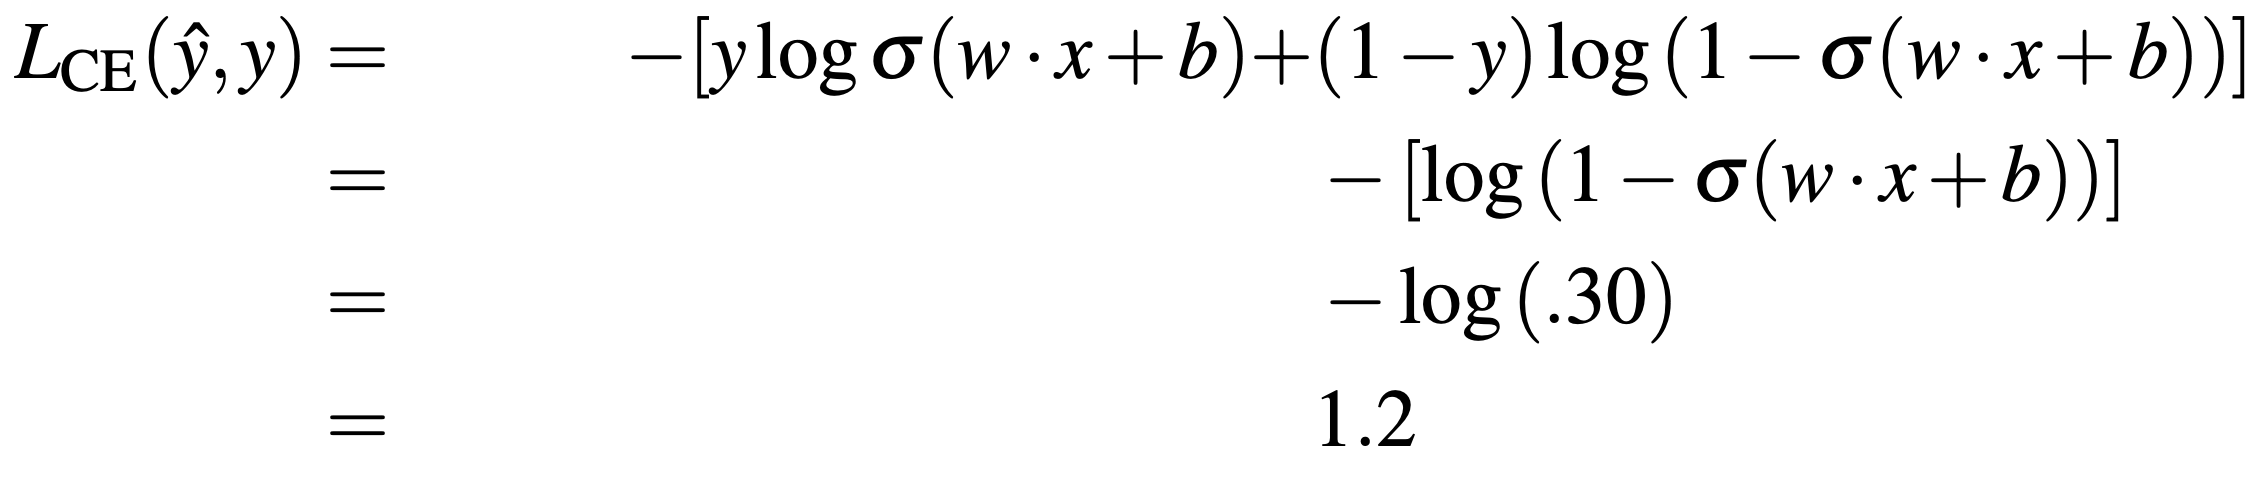 L_CE(ŷ, y) = −[y log σ(w · x + b)+(1 − y) log (1 − σ(w · x + b))]
= − [log (1 − σ(w · x + b))]
= − log (.30)
= 1.2